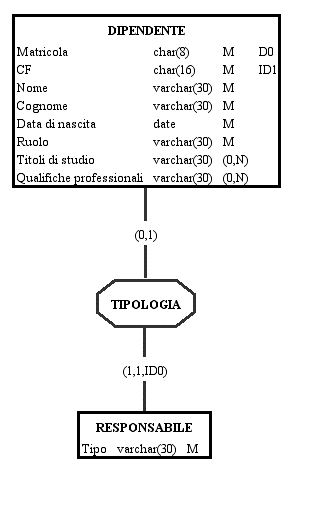 DIPENDENTE
Matricola char(8) M D0
CF char(16) M ID1
Nome varchar(30) M
Cognome varchar(30) M
Data di nascita date M
Ruolo varchar(30) M
Titoli di studio varchar(30) (0,N)
Qualifiche professionali varchar(30) (0,N)
(0,1)
TIPOLOGIA
(1,1,ID0)
RESPONSABILE
Tipo varchar(30) M